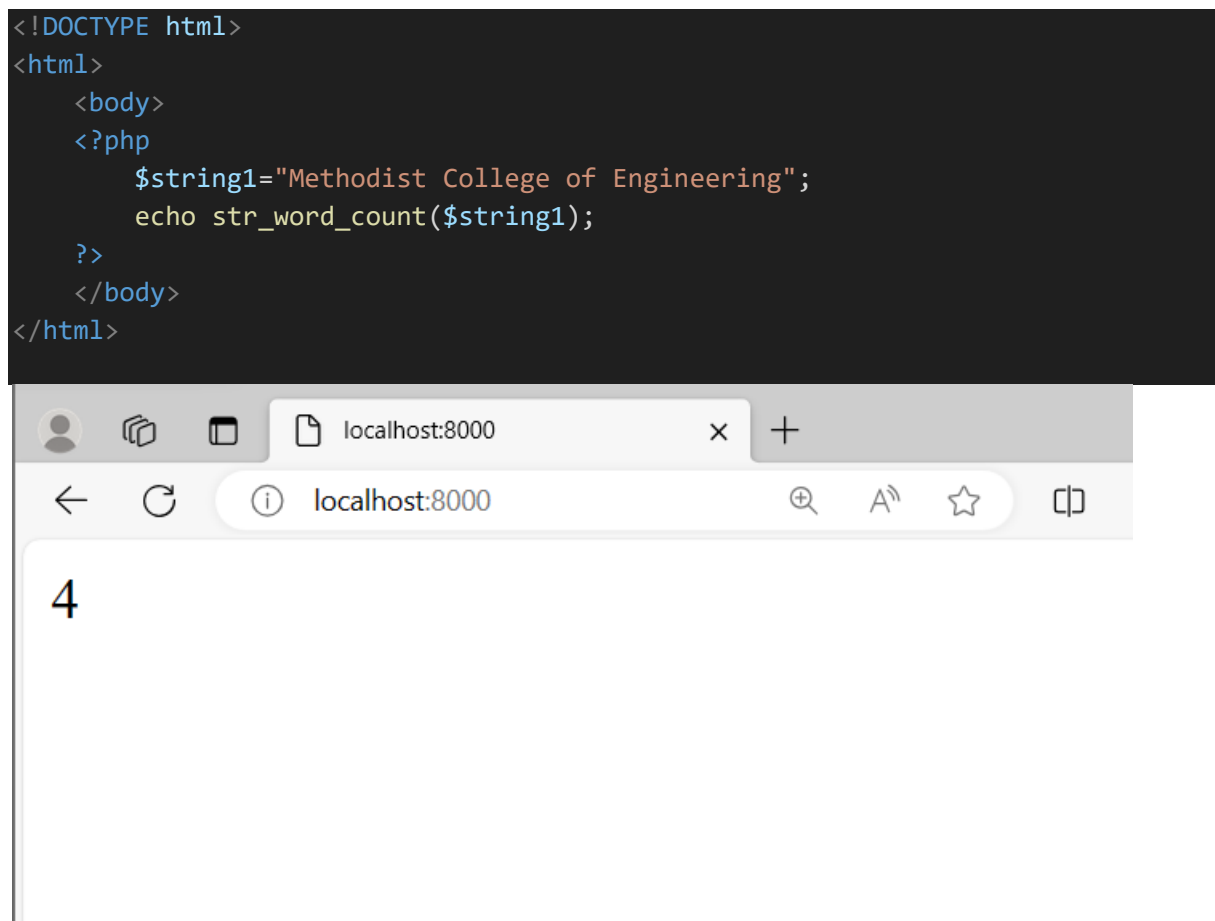 <!DOCTYPE html>
<html>
    <body>
    <?php
        $string1="Methodist College of Engineering";
        echo str_word_count($string1);
    ?>
    </body>
</html>
localhost:8000
localhost:8000
4